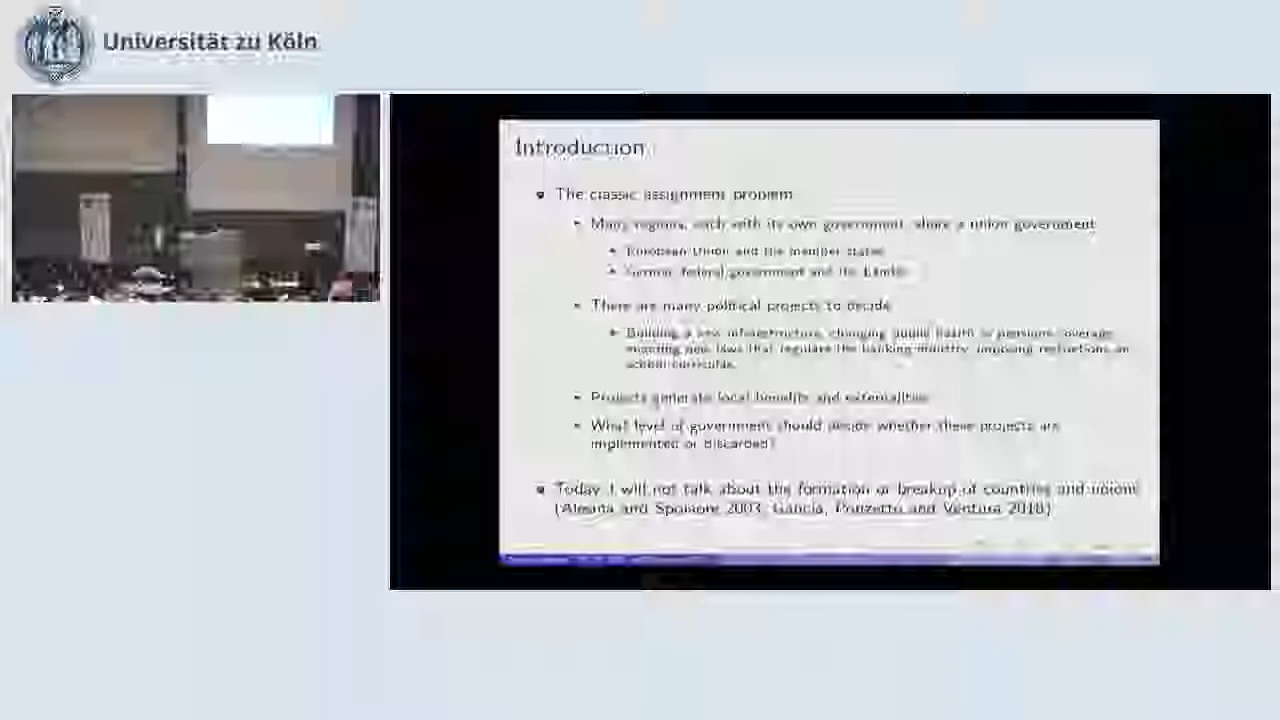 Universität zu Köln
Introduction
The classic assignment problem
Many regions, each with its own government, share a union government
European Union and the member states
German federal government and its Länder
There are many political projects to decide
Building a new infrastructure, changing public health or pensions coverage,
enacting new laws that regulate the banking industry, imposing restrictions on
school curricula,
Projects generate local benefits and externalities
What level of government should decide whether these projects are
implemented or discarded?
Today I will not talk about the formation or breakup of countries and unions
(Alesina and Spolaore 2003, Gancia, Ponzetto and Ventura 2018)